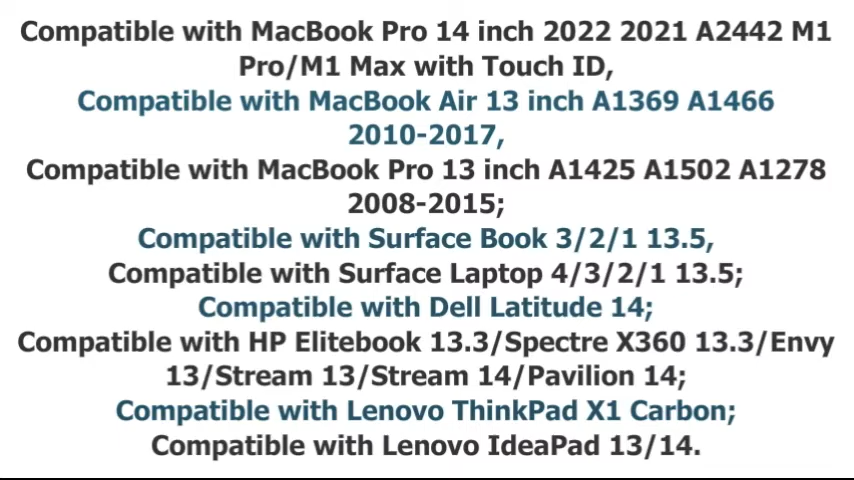 Compatible with MacBook Pro 14 inch 2022 2021 A2442 M1
Pro/M1 Max with Touch ID,
Compatible with MacBook Air 13 inch A1369 A1466
2010-2017,
Compatible with MacBook Pro 13 inch A1425 A1502 A1278
2008-2015;
Compatible with Surface Book 3/2/1 13.5,
Compatible with Surface Laptop 4/3/2/1 13.5;
Compatible with Dell Latitude 14;
Compatible with HP Elitebook 13.3/Spectre X360 13.3/Envy
13/Stream 13/Stream 14/Pavilion 14;
Compatible with Lenovo ThinkPad X1 Carbon;
Compatible with Lenovo IdeaPad 13/14.